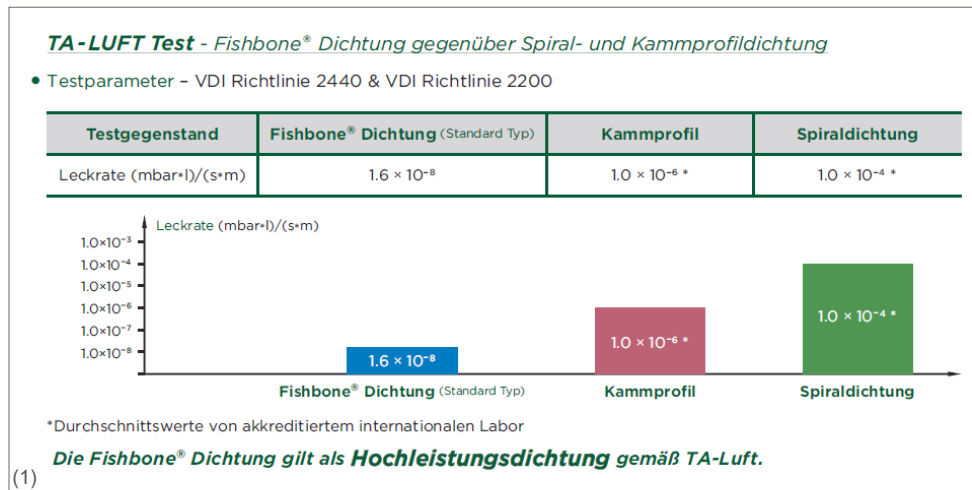 TA-LUFT Test - Fishbone® Dichtung gegenüber Spiral- und Kammprofildichtung
• Testparameter – VDI Richtlinie 2440 & VDI Richtlinie 2200
Testgegenstand Fishbone® Dichtung (Standard Typ) Kammprofil Spiraldichtung
Leckrate (mbar*l)/(s*m) 1.6 × 10⁻⁸ 1.0 × 10⁻⁶ * 1.0 × 10⁻⁴ *
Leckrate (mbar*l)/(s*m)
1.0×10⁻³
1.0×10⁻⁴
1.0×10⁻⁵
1.0×10⁻⁶
1.0×10⁻⁷
1.0×10⁻⁸
1.6 × 10⁻⁸
1.0 × 10⁻⁶ *
1.0 × 10⁻⁴ *
Fishbone® Dichtung (Standard Typ) Kammprofil Spiraldichtung
*Durchschnittswerte von akkreditiertem internationalen Labor
Die Fishbone® Dichtung gilt als Hochleistungsdichtung gemäß TA-Luft.
(1)